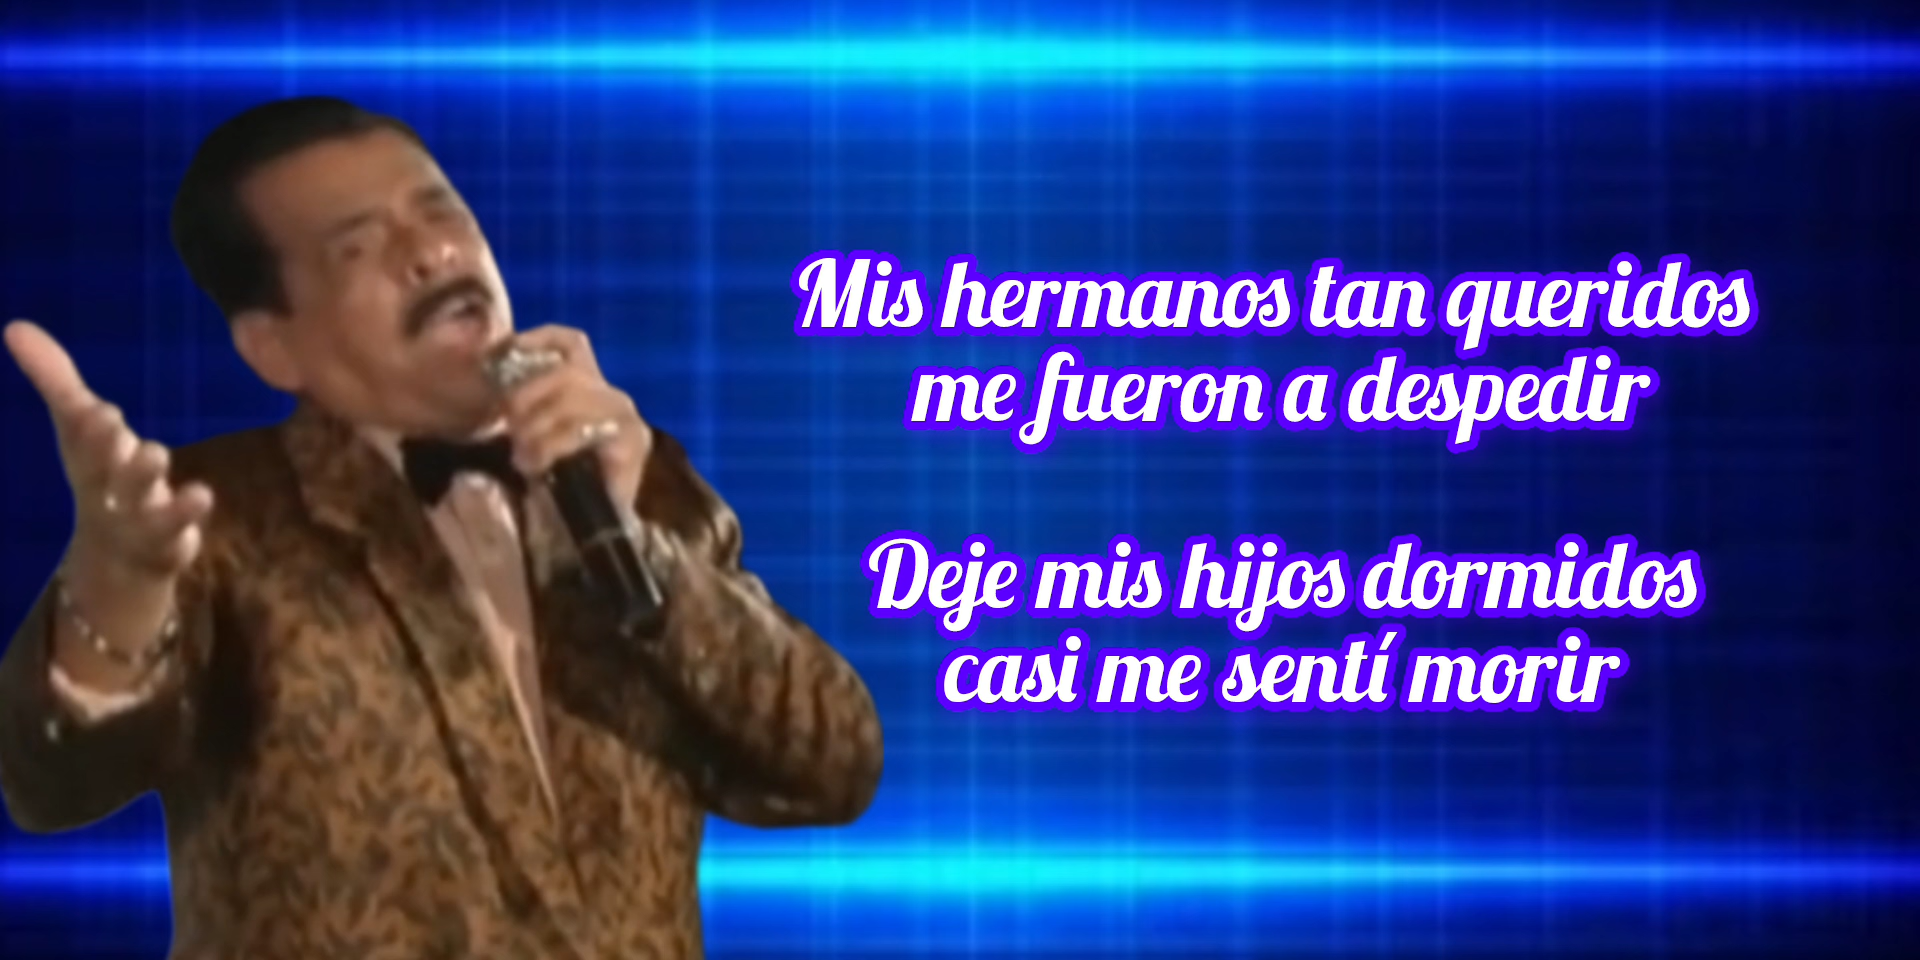 Mis hermanos tan queridos
me fueron a despedir
Deje mis hijos dormidos
casi me sentí morir